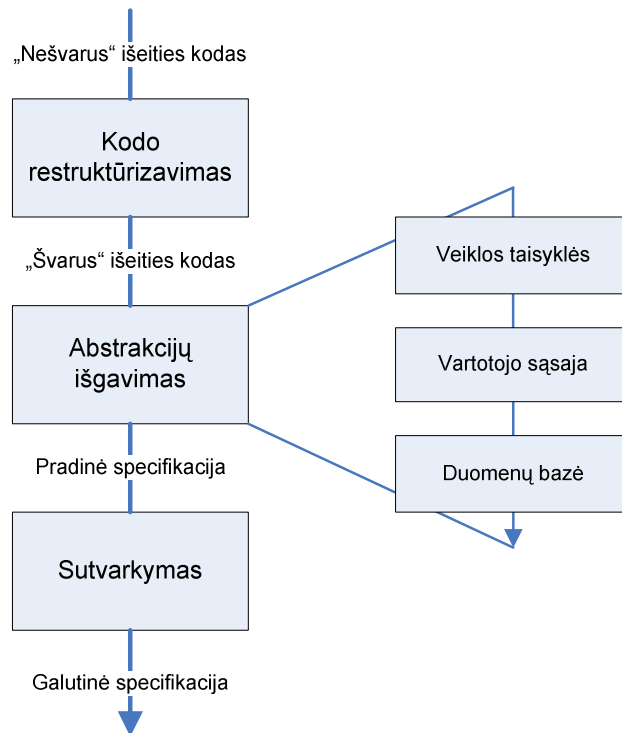 „Nešvarus“ išeities kodas
Kodo
restruktūrizavimas
„Švarus“ išeities kodas
Abstrakcijų
išgavimas
Pradinė specifikacija
Sutvarkymas
Galutinė specifikacija
Veiklos taisyklės
Vartotojo sąsaja
Duomenų bazė